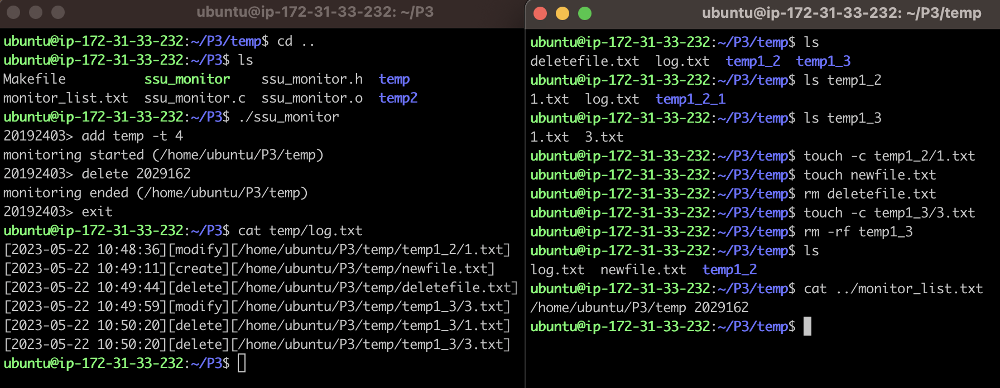 ubuntu@ip-172-31-33-232: ~/P3
ubuntu@ip-172-31-33-232:~/P3/temp$ cd ..
ubuntu@ip-172-31-33-232:~/P3$ ls
Makefile          ssu_monitor    ssu_monitor.h  temp
monitor_list.txt  ssu_monitor.c  ssu_monitor.o  temp2
ubuntu@ip-172-31-33-232:~/P3$ ./ssu_monitor
20192403> add temp -t 4
monitoring started (/home/ubuntu/P3/temp)
20192403> delete 2029162
monitoring ended (/home/ubuntu/P3/temp)
20192403> exit
ubuntu@ip-172-31-33-232:~/P3$ cat temp/log.txt
[2023-05-22 10:48:36][modify][/home/ubuntu/P3/temp/temp1_2/1.txt]
[2023-05-22 10:49:11][create][/home/ubuntu/P3/temp/newfile.txt]
[2023-05-22 10:49:44][delete][/home/ubuntu/P3/temp/deletefile.txt]
[2023-05-22 10:49:59][modify][/home/ubuntu/P3/temp/temp1_3/3.txt]
[2023-05-22 10:50:20][delete][/home/ubuntu/P3/temp/temp1_3/1.txt]
[2023-05-22 10:50:20][delete][/home/ubuntu/P3/temp/temp1_3/3.txt]
ubuntu@ip-172-31-33-232:~/P3$
ubuntu@ip-172-31-33-232: ~/P3/temp
ubuntu@ip-172-31-33-232:~/P3/temp$ ls
deletefile.txt  log.txt  temp1_2  temp1_3
ubuntu@ip-172-31-33-232:~/P3/temp$ ls temp1_2
1.txt  log.txt  temp1_2_1
ubuntu@ip-172-31-33-232:~/P3/temp$ ls temp1_3
1.txt  3.txt
ubuntu@ip-172-31-33-232:~/P3/temp$ touch -c temp1_2/1.txt
ubuntu@ip-172-31-33-232:~/P3/temp$ touch newfile.txt
ubuntu@ip-172-31-33-232:~/P3/temp$ rm deletefile.txt
ubuntu@ip-172-31-33-232:~/P3/temp$ touch -c temp1_3/3.txt
ubuntu@ip-172-31-33-232:~/P3/temp$ rm -rf temp1_3
ubuntu@ip-172-31-33-232:~/P3/temp$ ls
log.txt  newfile.txt  temp1_2
ubuntu@ip-172-31-33-232:~/P3/temp$ cat ../monitor_list.txt
/home/ubuntu/P3/temp 2029162
ubuntu@ip-172-31-33-232:~/P3/temp$